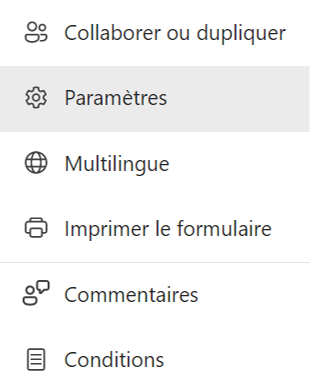 Collaborer ou dupliquer
Paramètres
Multilingue
Imprimer le formulaire
Commentaires
Conditions